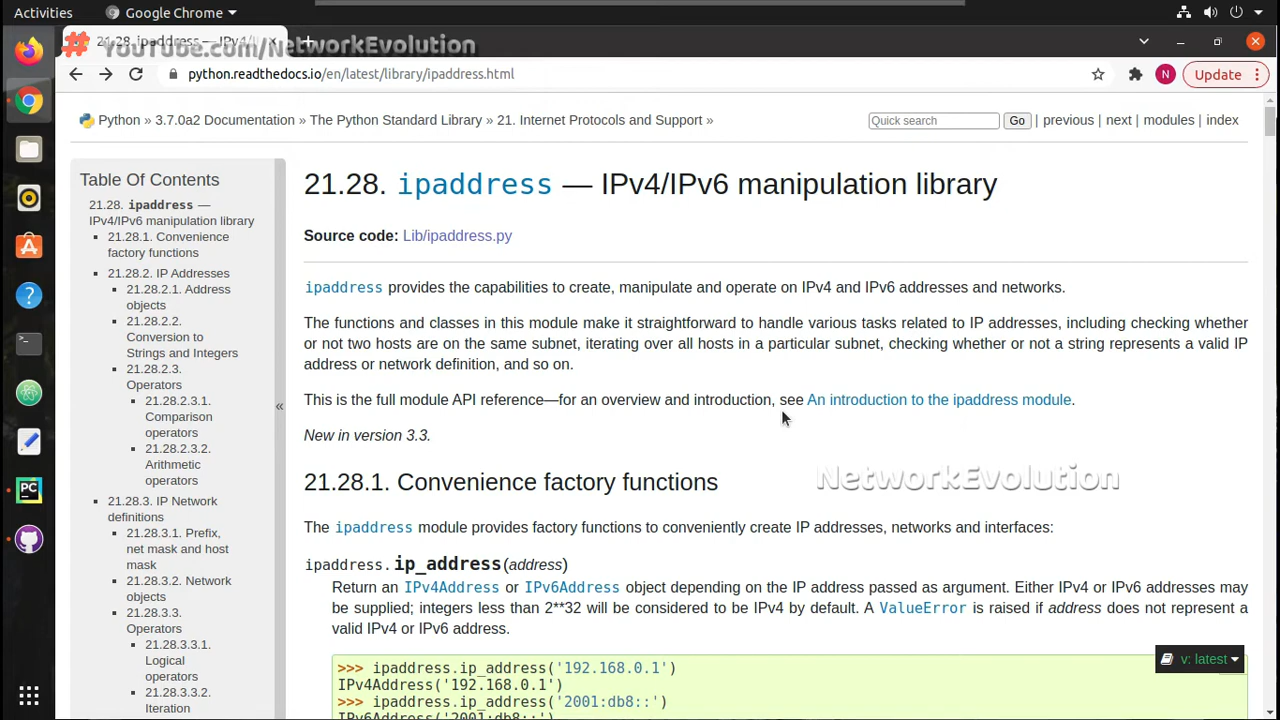 Activities
Google Chrome
21.28. ipaddress — IPv4/
# YouTube.com/NetworkEvolution
python.readthedocs.io/en/latest/library/ipaddress.html
N
Update
Python » 3.7.0a2 Documentation » The Python Standard Library » 21. Internet Protocols and Support »
Quick search
Go
| previous | next | modules | index
Table Of Contents
21.28. ipaddress —
IPv4/IPv6 manipulation library
21.28.1. Convenience
factory functions
21.28.2. IP Addresses
21.28.2.1. Address
objects
21.28.2.2.
Conversion to
Strings and Integers
21.28.2.3.
Operators
21.28.2.3.1.
Comparison
operators
21.28.2.3.2.
Arithmetic
operators
21.28.3. IP Network
definitions
21.28.3.1. Prefix,
net mask and host
mask
21.28.3.2. Network
objects
21.28.3.3.
Operators
21.28.3.3.1.
Logical
operators
21.28.3.3.2.
Iteration
«
21.28. ipaddress — IPv4/IPv6 manipulation library
Source code: Lib/ipaddress.py
ipaddress provides the capabilities to create, manipulate and operate on IPv4 and IPv6 addresses and networks.
The functions and classes in this module make it straightforward to handle various tasks related to IP addresses, including checking whether
or not two hosts are on the same subnet, iterating over all hosts in a particular subnet, checking whether or not a string represents a valid IP
address or network definition, and so on.
This is the full module API reference—for an overview and introduction, see An introduction to the ipaddress module.
New in version 3.3.
21.28.1. Convenience factory functions
NetworkEvolution
The ipaddress module provides factory functions to conveniently create IP addresses, networks and interfaces:
ipaddress.ip_address(address)
Return an IPv4Address or IPv6Address object depending on the IP address passed as argument. Either IPv4 or IPv6 addresses may
be supplied; integers less than 2**32 will be considered to be IPv4 by default. A ValueError is raised if address does not represent a
valid IPv4 or IPv6 address.
>>> ipaddress.ip_address('192.168.0.1')
IPv4Address('192.168.0.1')
>>> ipaddress.ip_address('2001:db8::')
IPv6Address('2001:db8::')
v: latest
PC